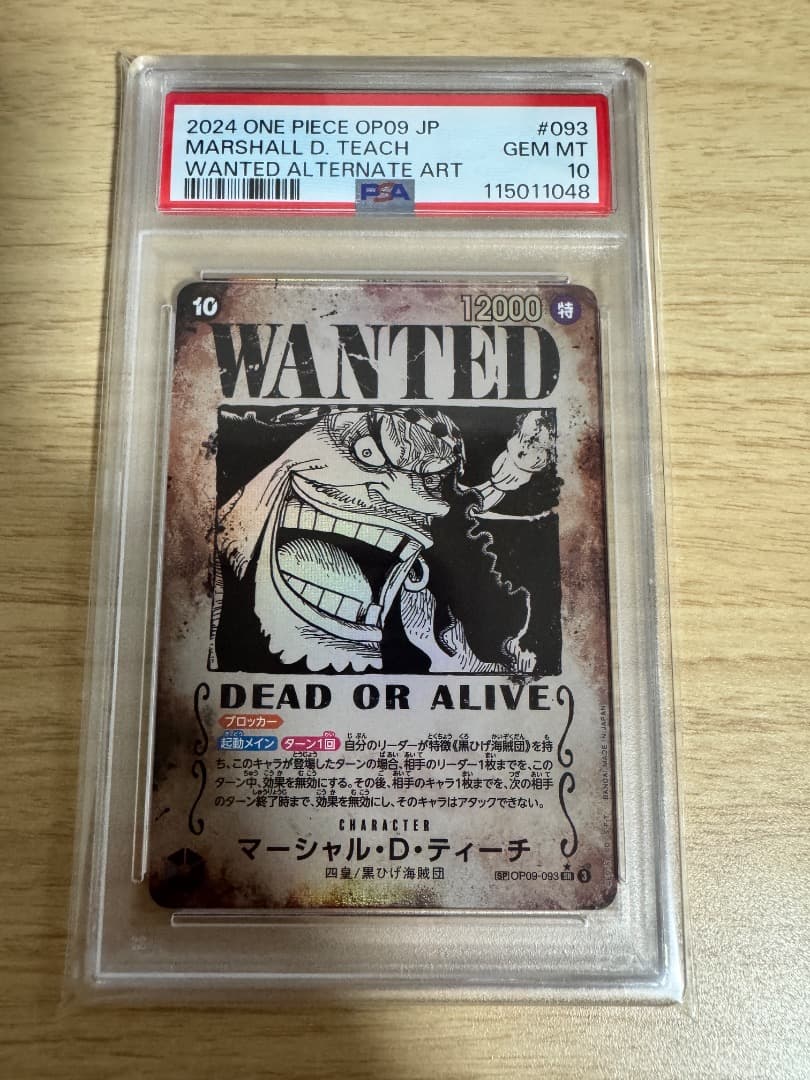 2024 ONE PIECE OP09 JP #093
MARSHALL D. TEACH GEM MT
WANTED ALTERNATE ART 10
PSA 115011048
10 12000 特
WANTED
DEAD OR ALIVE
ブロッカー
起動メイン ターン1回 自分のリーダーが特徴《黒ひげ海賊団》を持
ち、このキャラが登場したターンの場合、相手のリーダー1枚までを、この
ターン中、効果を無効にする。その後、相手のキャラ1枚までを、次の相手
のターン終了時まで、効果を無効にし、そのキャラはアタックできない。
CHARACTER
マーシャル・D・ティーチ
四皇/黒ひげ海賊団
SP OP09-093 SR 3
BANDAI MADE IN JAPAN